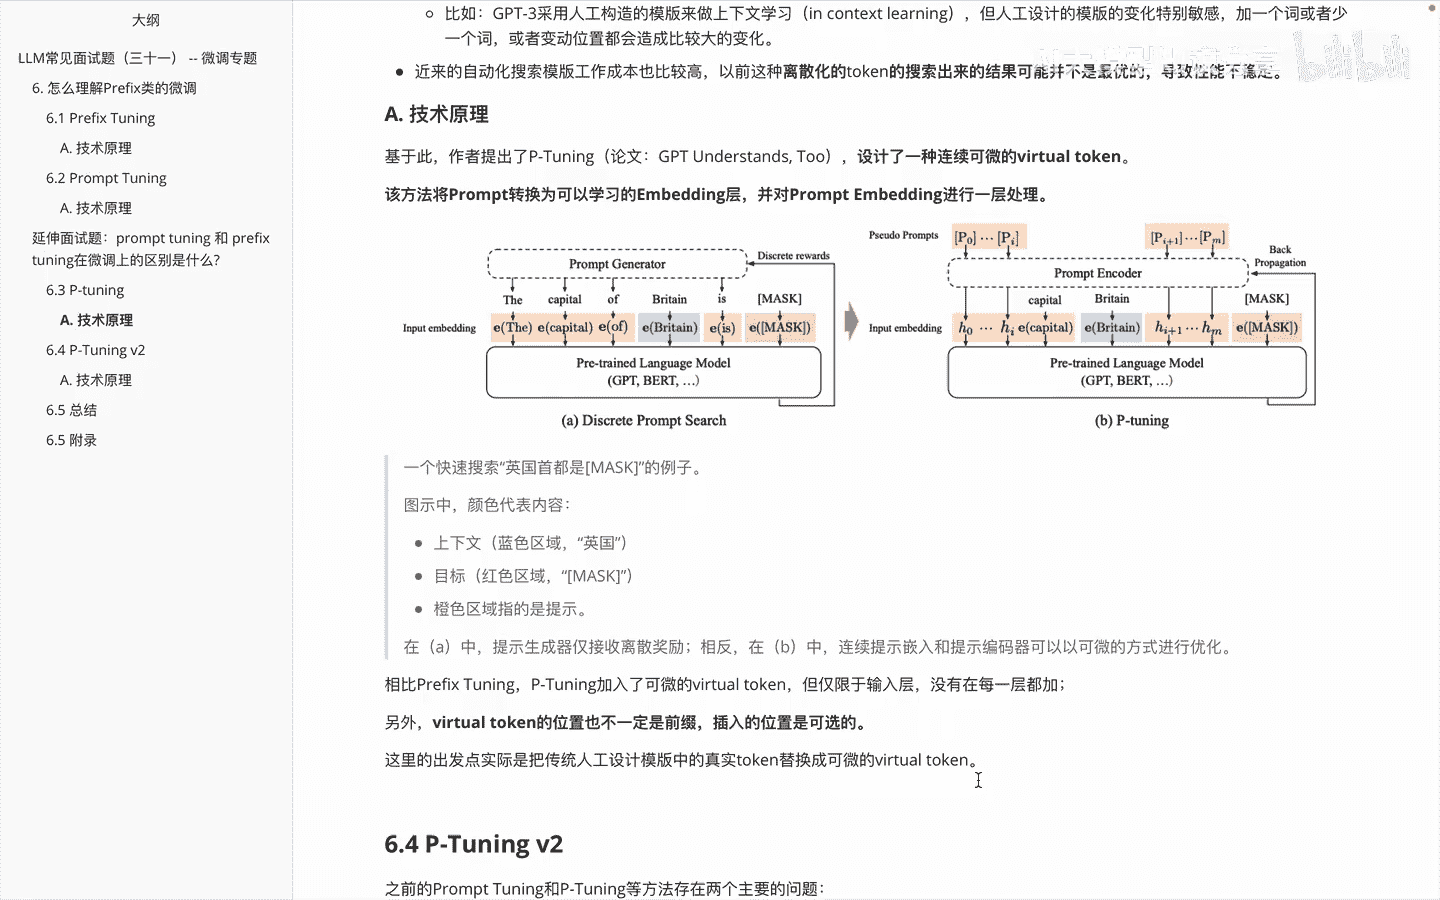 大纲
LLM常见面试题（三十一） -- 微调专题
6. 怎么理解Prefix类的微调
6.1 Prefix Tuning
A. 技术原理
6.2 Prompt Tuning
A. 技术原理
延伸面试题：prompt tuning 和 prefix
tuning在微调上的区别是什么？
6.3 P-tuning
A. 技术原理
6.4 P-Tuning v2
A. 技术原理
6.5 总结
6.5 附录
比如：GPT-3采用人工构造的模版来做上下文学习（in context learning），但人工设计的模版的变化特别敏感，加一个词或者少
一个词，或者变动位置都会造成比较大的变化。
近来的自动化搜索模版工作成本也比较高，以前这种离散化的token的搜索出来的结果可能并不是最优的，导致性能不稳定。
A. 技术原理
基于此，作者提出了P-Tuning（论文：GPT Understands, Too），设计了一种连续可微的virtual token。
该方法将Prompt转换为可以学习的Embedding层，并对Prompt Embedding进行一层处理。
Prompt Generator
Discrete rewards
The capital of Britain is [MASK]
Input embedding e(The) e(capital) e(of) e(Britain) e(is) e([MASK])
Pre-trained Language Model
(GPT, BERT, ...)
(a) Discrete Prompt Search
Pseudo Prompts [P0] ⋯ [Pi] [Pi+1] ⋯ [Pm]
Back
Propagation
Prompt Encoder
capital Britain [MASK]
Input embedding h0 ⋯ hi e(capital) e(Britain) hi+1 ⋯ hm e([MASK])
Pre-trained Language Model
(GPT, BERT, ...)
(b) P-tuning
一个快速搜索“英国首都是[MASK]”的例子。
图示中，颜色代表内容：
上下文（蓝色区域，“英国”）
目标（红色区域，“[MASK]”）
橙色区域指的是提示。
在（a）中，提示生成器仅接收离散奖励；相反，在（b）中，连续提示嵌入和提示编码器可以以可微的方式进行优化。
相比Prefix Tuning，P-Tuning加入了可微的virtual token，但仅限于输入层，没有在每一层都加；
另外，virtual token的位置也不一定是前缀，插入的位置是可选的。
这里的出发点实际是把传统人工设计模版中的真实token替换成可微的virtual token。
6.4 P-Tuning v2
之前的Prompt Tuning和P-Tuning等方法存在两个主要的问题：
bilibili